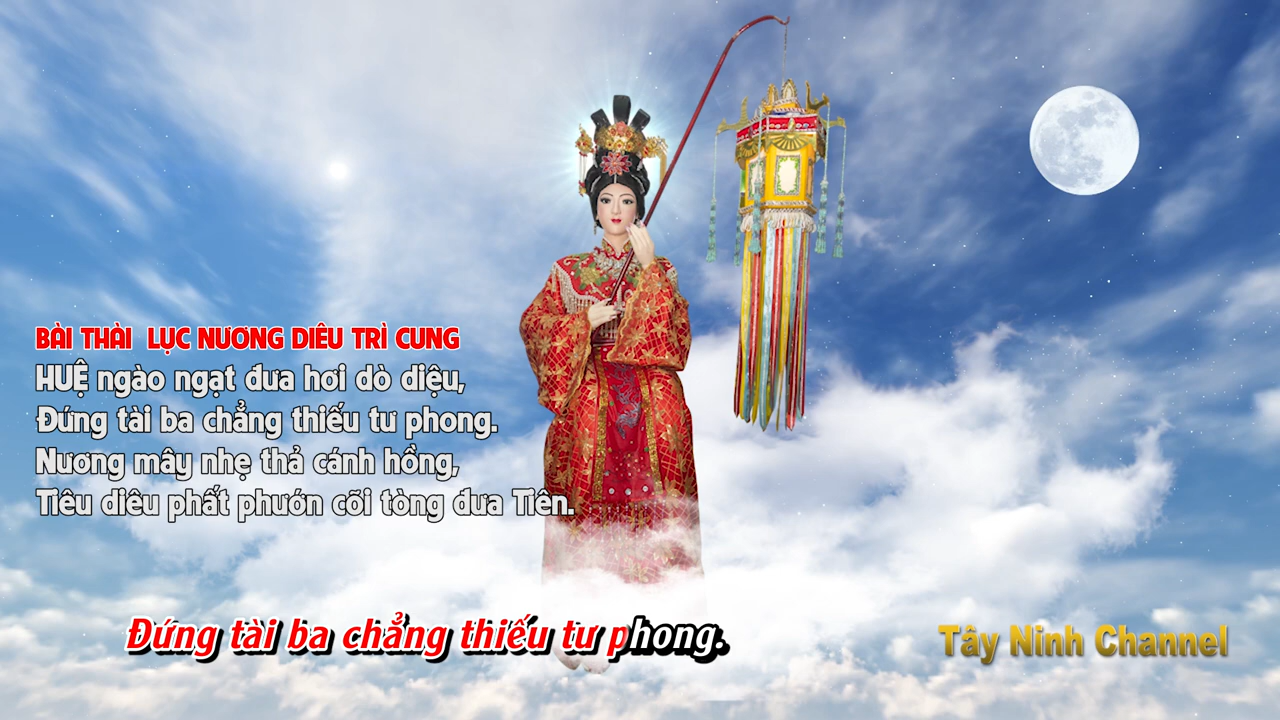 BÀI THÀI LỤC NƯƠNG DIÊU TRÌ CUNG
HUỆ ngào ngạt đưa hơi dò diệu,
Đứng tài ba chẳng thiếu tư phong.
Nương mây nhẹ thả cánh hồng,
Tiêu diêu phất phướn cõi tòng đưa Tiên.
Đứng tài ba chẳng thiếu tư phong.
Tây Ninh Channel